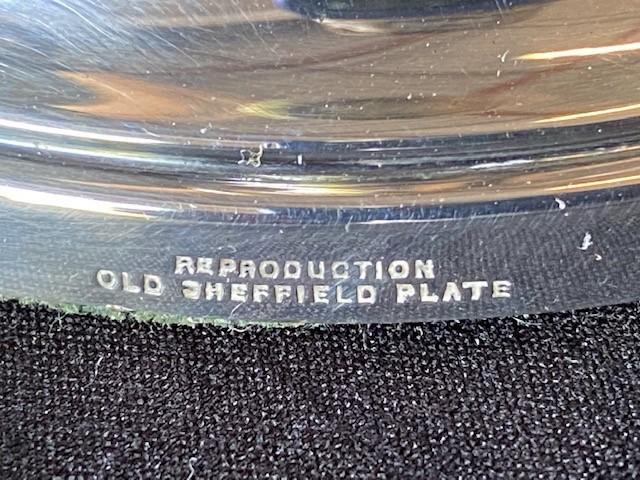 REPRODUCTION
OLD SHEFFIELD PLATE